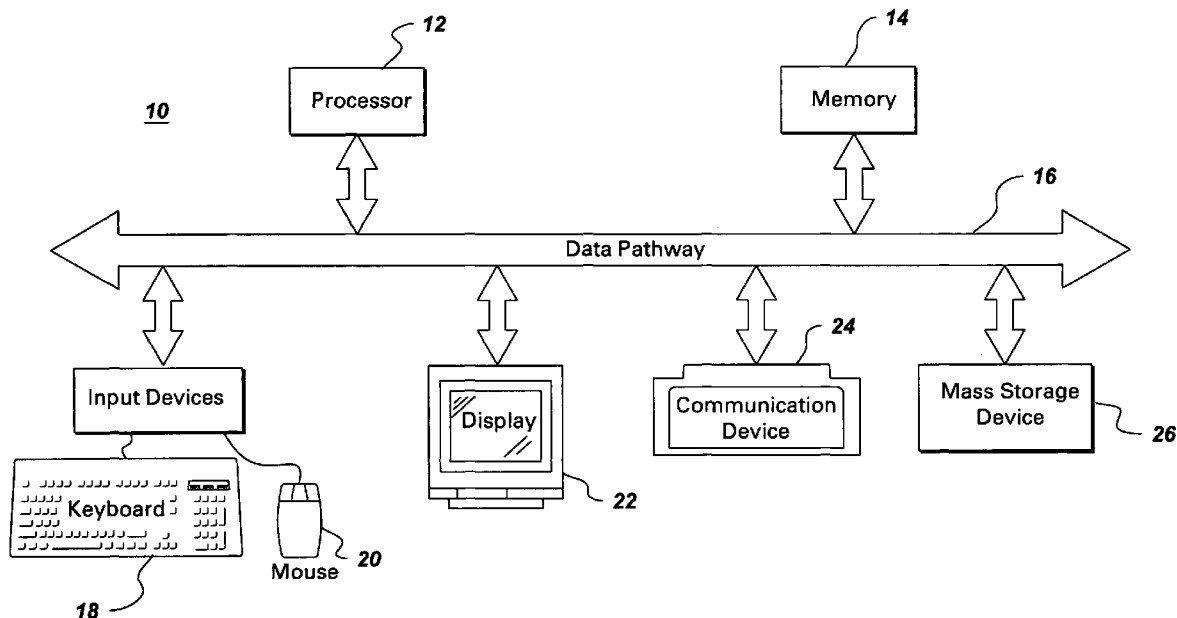 12
14
Processor
Memory
10
16
Data Pathway
24
Input Devices
Display
Communication
Device
Mass Storage
Device
26
22
Keyboard
20
Mouse
18